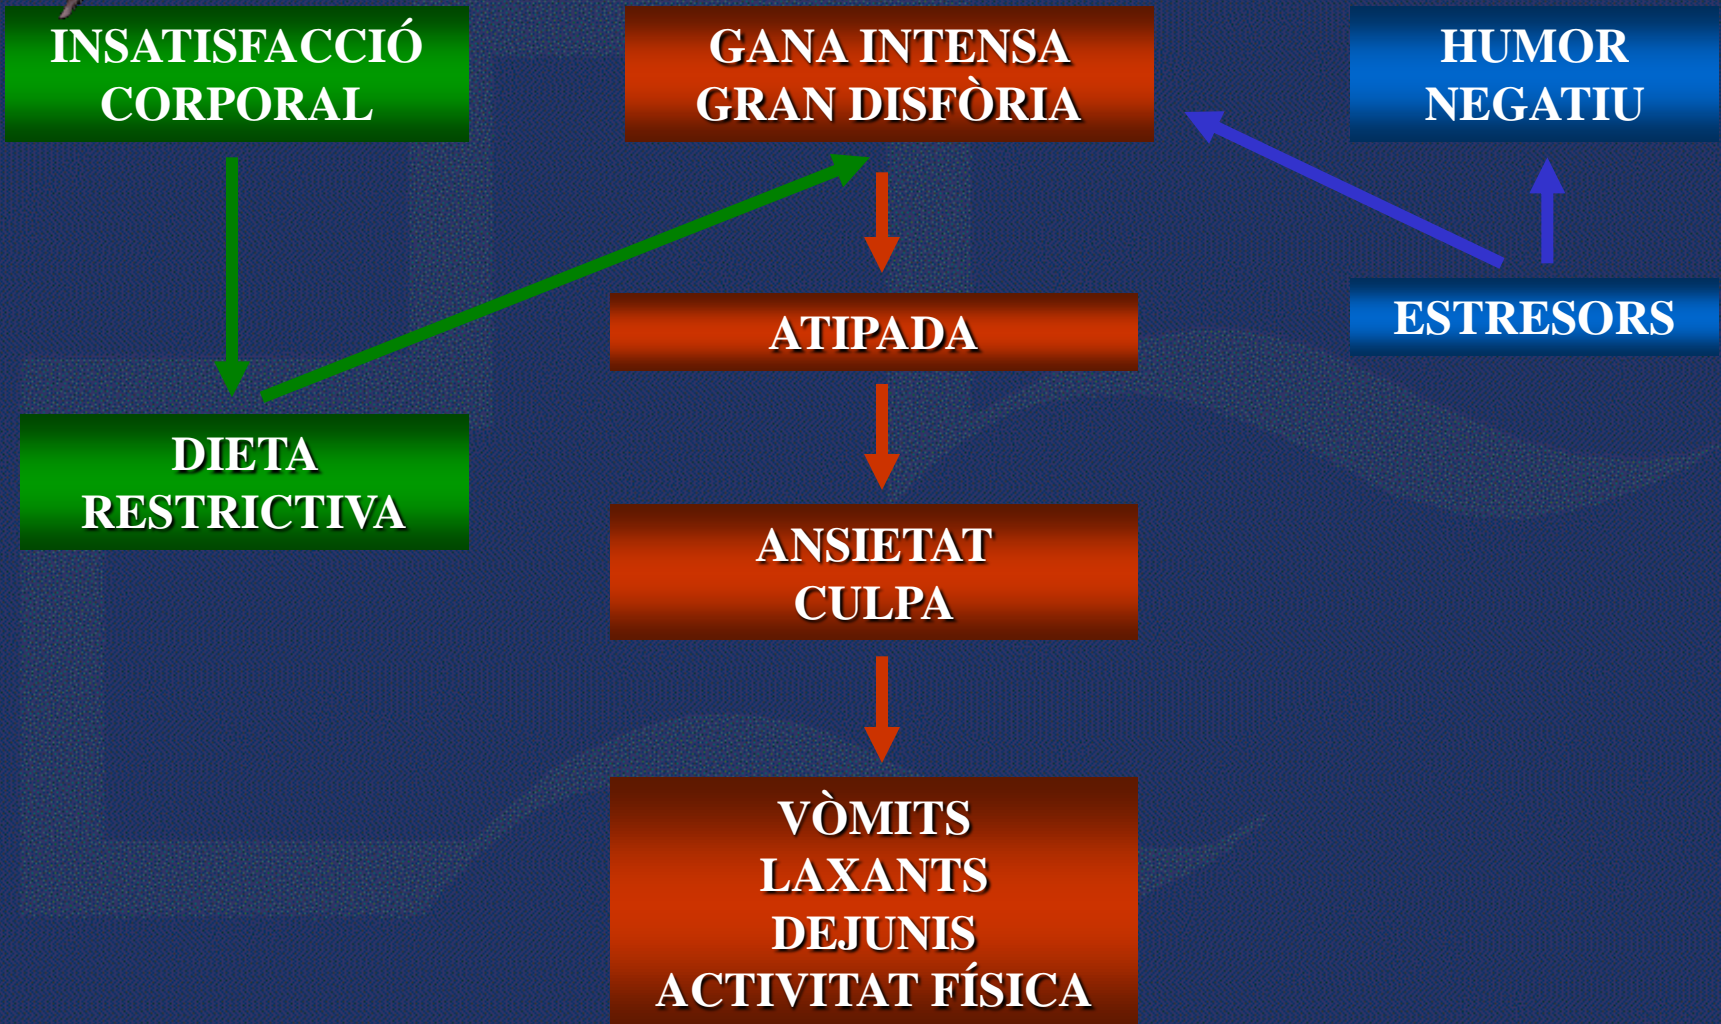 INSATISFACCIÓ
CORPORAL
GANA INTENSA
GRAN DISFÒRIA
HUMOR
NEGATIU
ESTRESORS
ATIPADA
DIETA
RESTRICTIVA
ANSIETAT
CULPA
VÒMITS
LAXANTS
DEJUNIS
ACTIVITAT FÍSICA